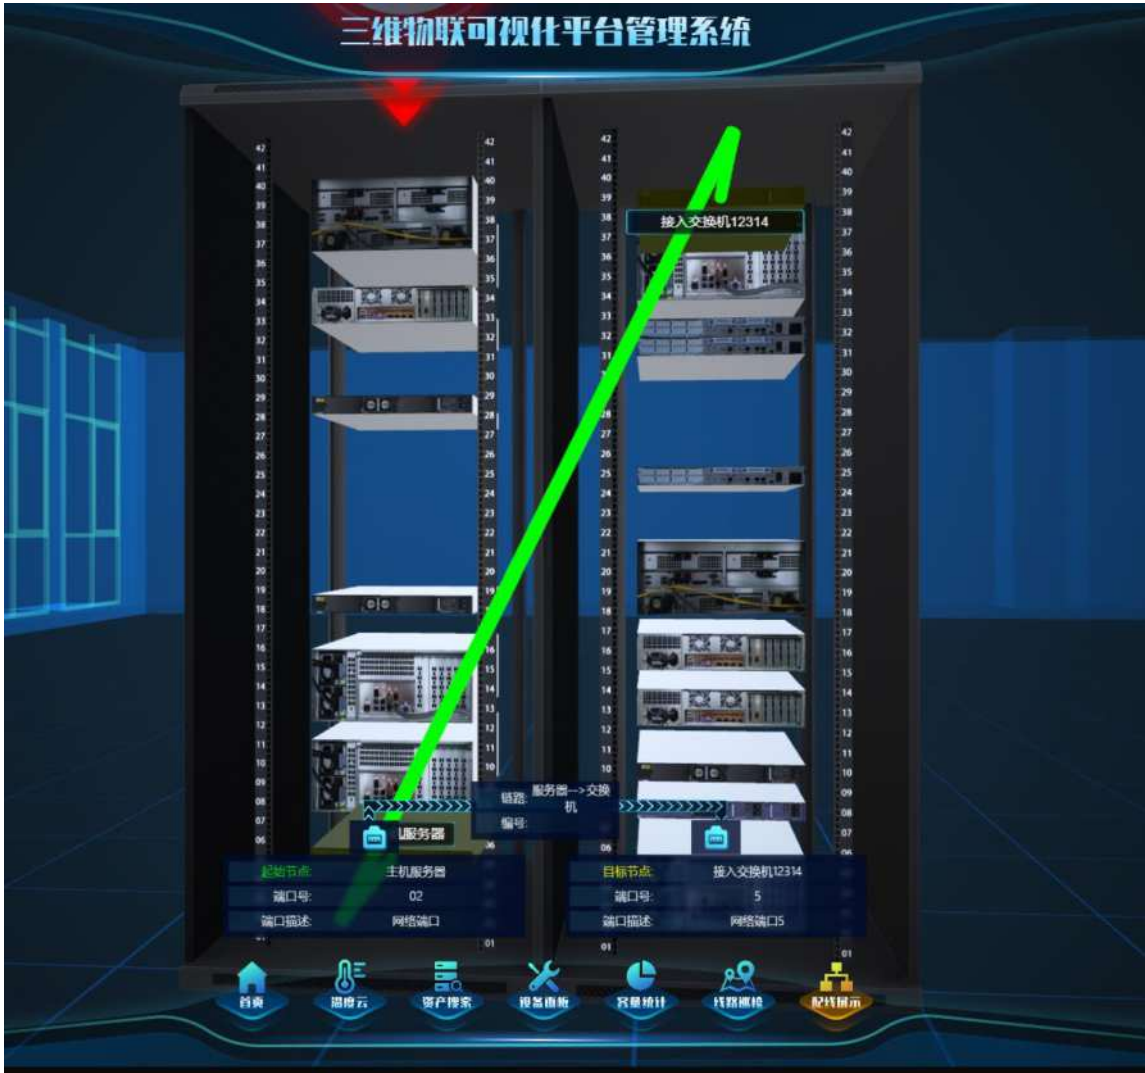 三维物联可视化平台管理系统
接入交换机12314
链路: 服务器-->交换
机
编号:
机服务器
起始节点: 主机服务器
端口号: 02
端口描述: 网络端口
目标节点: 接入交换机12314
端口号: 5
端口描述: 网络端口5
首页
温度云
资产搜索
设备面板
容量统计
线路巡检
配线展示